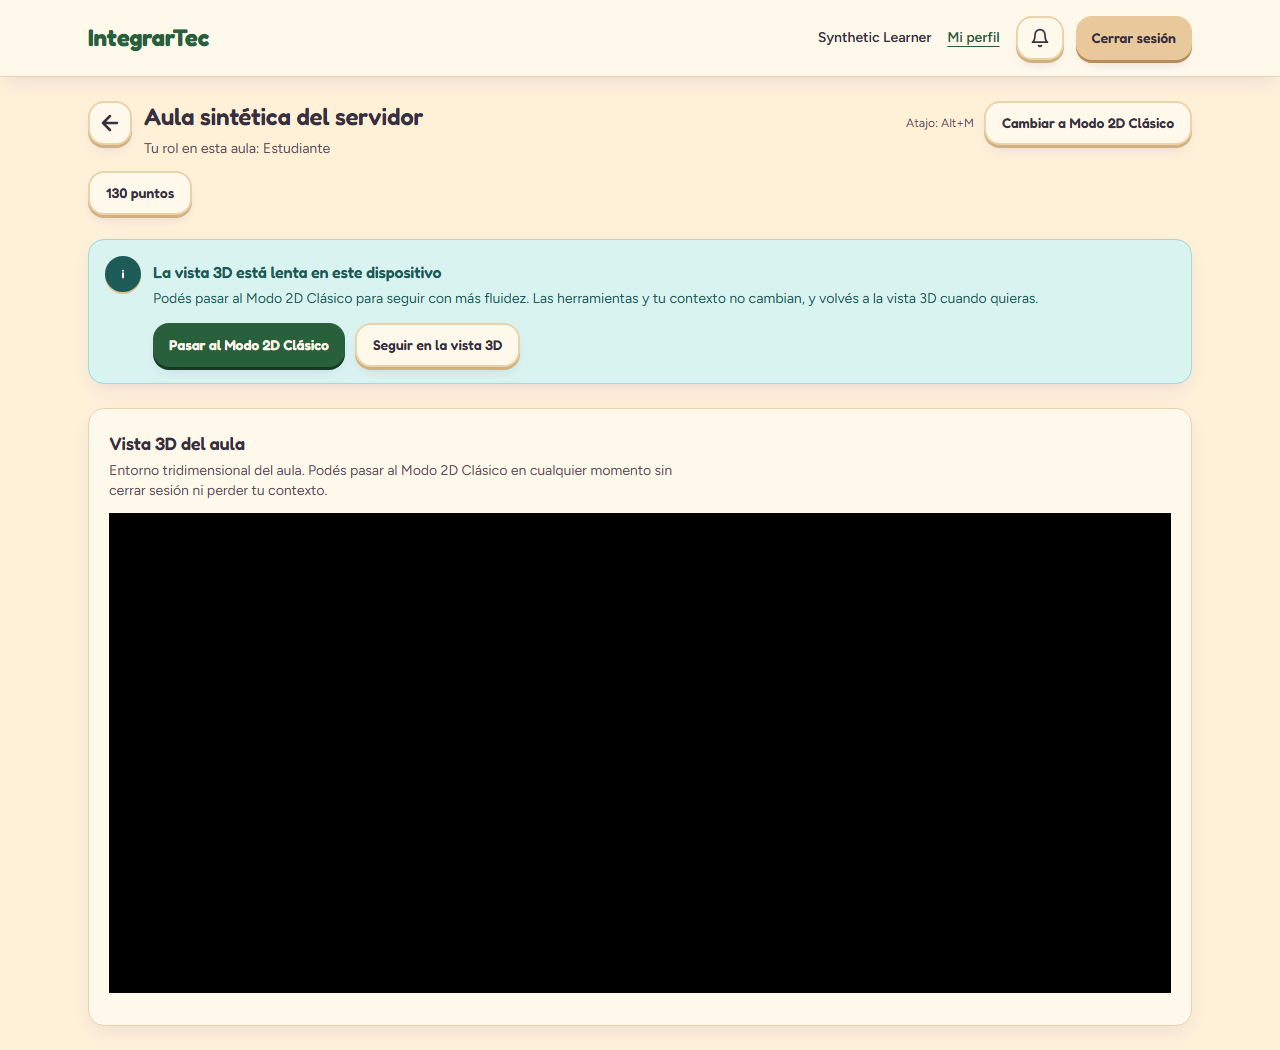 IntegrarTec
Synthetic Learner
Mi perfil
Cerrar sesión
Aula sintética del servidor
Tu rol en esta aula: Estudiante
Atajo: Alt+M
Cambiar a Modo 2D Clásico
130 puntos
i
La vista 3D está lenta en este dispositivo
Podés pasar al Modo 2D Clásico para seguir con más fluidez. Las herramientas y tu contexto no cambian, y volvés a la vista 3D cuando quieras.
Pasar al Modo 2D Clásico
Seguir en la vista 3D
Vista 3D del aula
Entorno tridimensional del aula. Podés pasar al Modo 2D Clásico en cualquier momento sin
cerrar sesión ni perder tu contexto.